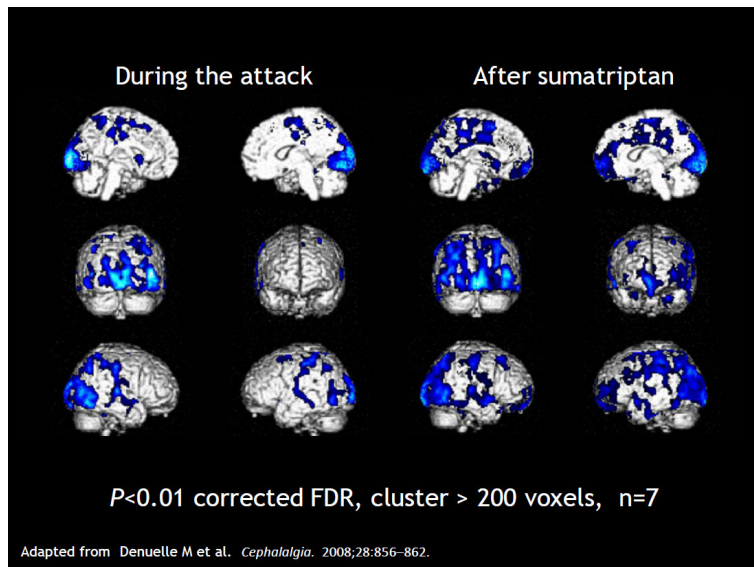 During the attack
After sumatriptan
P<0.01 corrected FDR, cluster > 200 voxels, n=7
Adapted from Denuelle M et al. Cephalalgia. 2008;28:856–862.